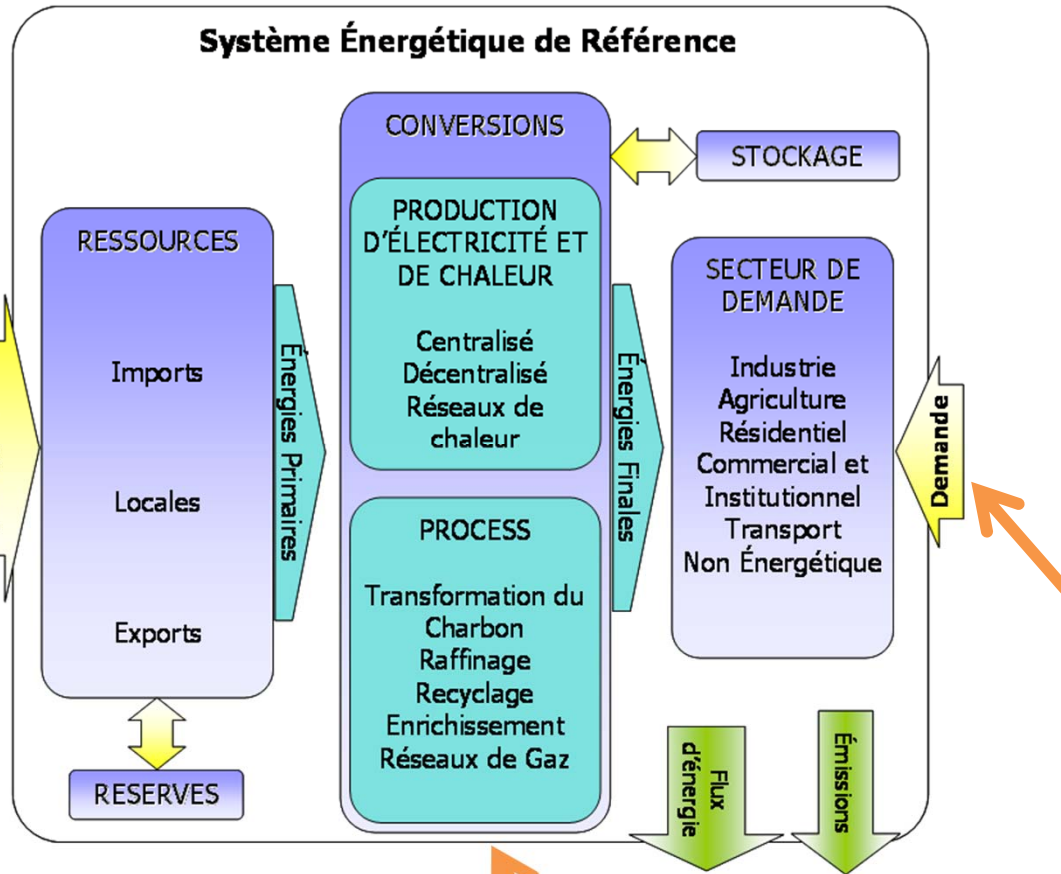 Système Énergétique de Référence
RESSOURCES
Imports
Locales
Exports
RESERVES
Énergies Primaires
CONVERSIONS
PRODUCTION
D'ÉLECTRICITÉ ET
DE CHALEUR
Centralisé
Décentralisé
Réseaux de
chaleur
PROCESS
Transformation du
Charbon
Raffinage
Recyclage
Enrichissement
Réseaux de Gaz
STOCKAGE
Énergies Finales
SECTEUR DE
DEMANDE
Industrie
Agriculture
Résidentiel
Commercial et
Institutionnel
Transport
Non Énergétique
Demande
Flux
d'énergie
Émissions